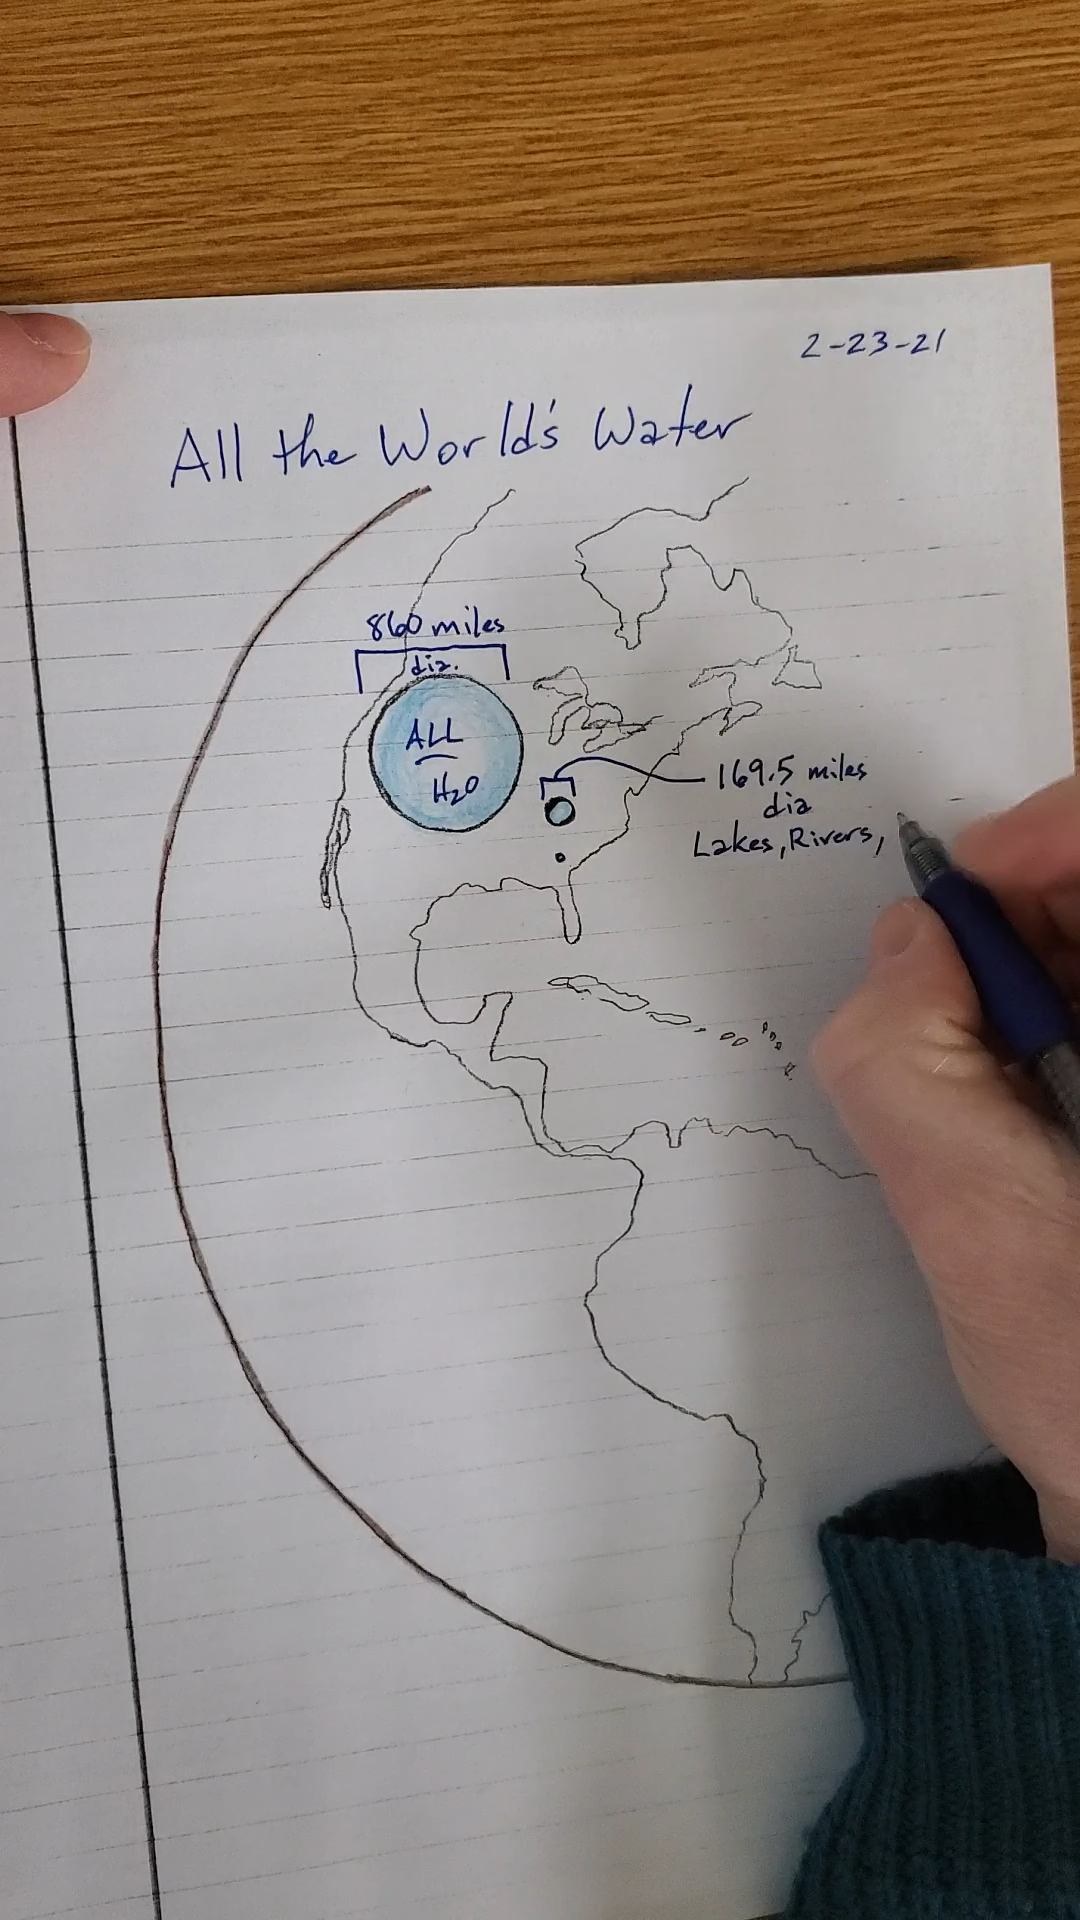 2-23-21
All the World's Water
860 miles
dia.
ALL
H2O
169.5 miles
dia
Lakes, Rivers,